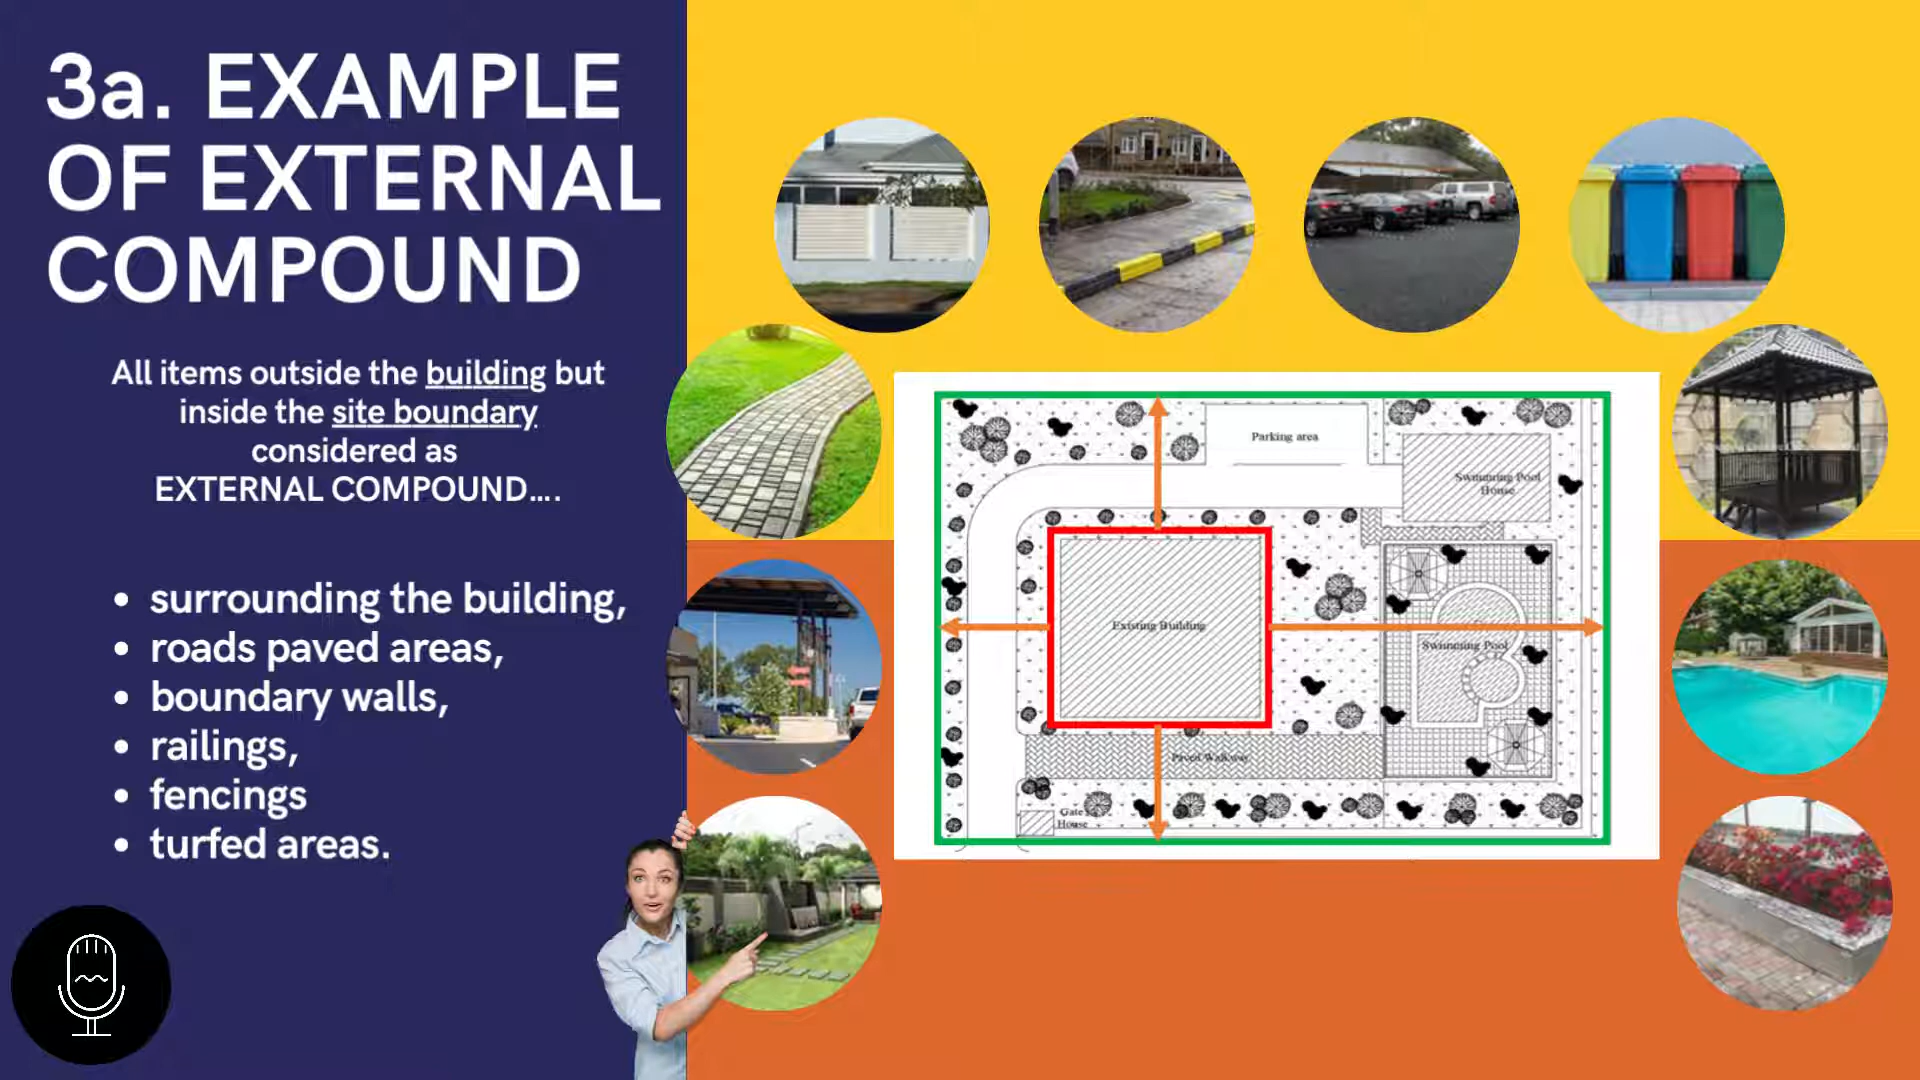 3a. EXAMPLE
OF EXTERNAL
COMPOUND
All items outside the building but
inside the site boundary
considered as
EXTERNAL COMPOUND....
• surrounding the building,
• roads paved areas,
• boundary walls,
• railings,
• fencings
• turfed areas.
Parking area
Swimming Pool
House
Existing Building
Swimming Pool
Paved Walkway
Gate
House